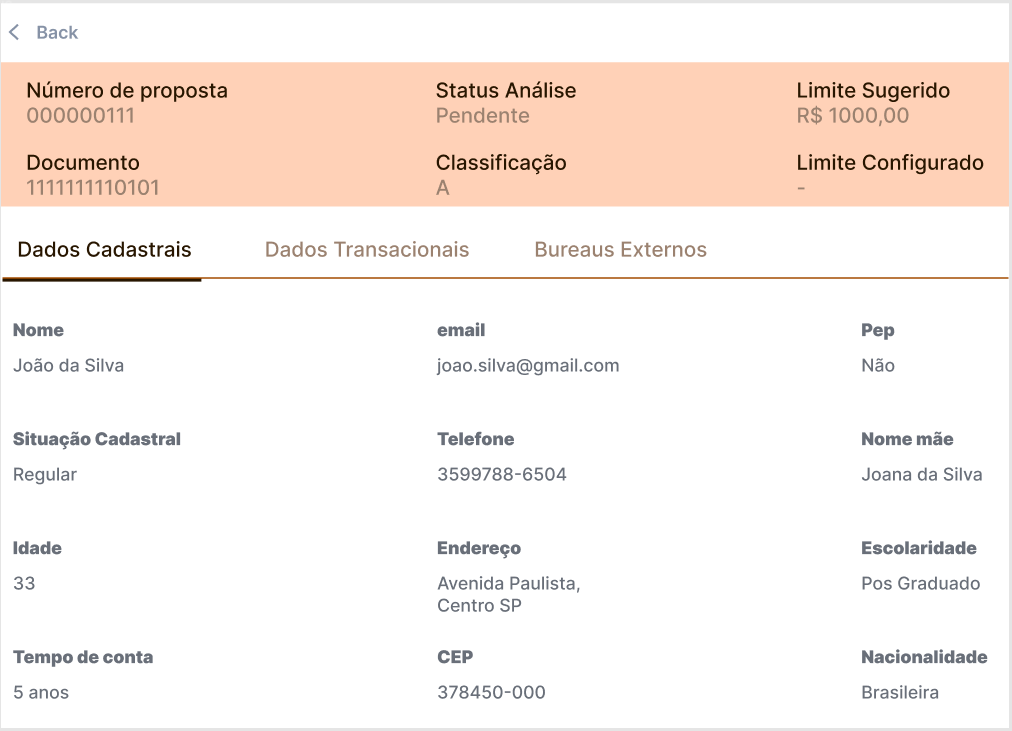 Back
Número de proposta
000000111
Status Análise
Pendente
Limite Sugerido
R$ 1000,00
Documento
1111111110101
Classificação
A
Limite Configurado
-
Dados Cadastrais
Dados Transacionais
Bureaus Externos
Nome
João da Silva
email
joao.silva@gmail.com
Pep
Não
Situação Cadastral
Regular
Telefone
3599788-6504
Nome mãe
Joana da Silva
Idade
33
Endereço
Avenida Paulista,
Centro SP
Escolaridade
Pos Graduado
Tempo de conta
5 anos
CEP
378450-000
Nacionalidade
Brasileira